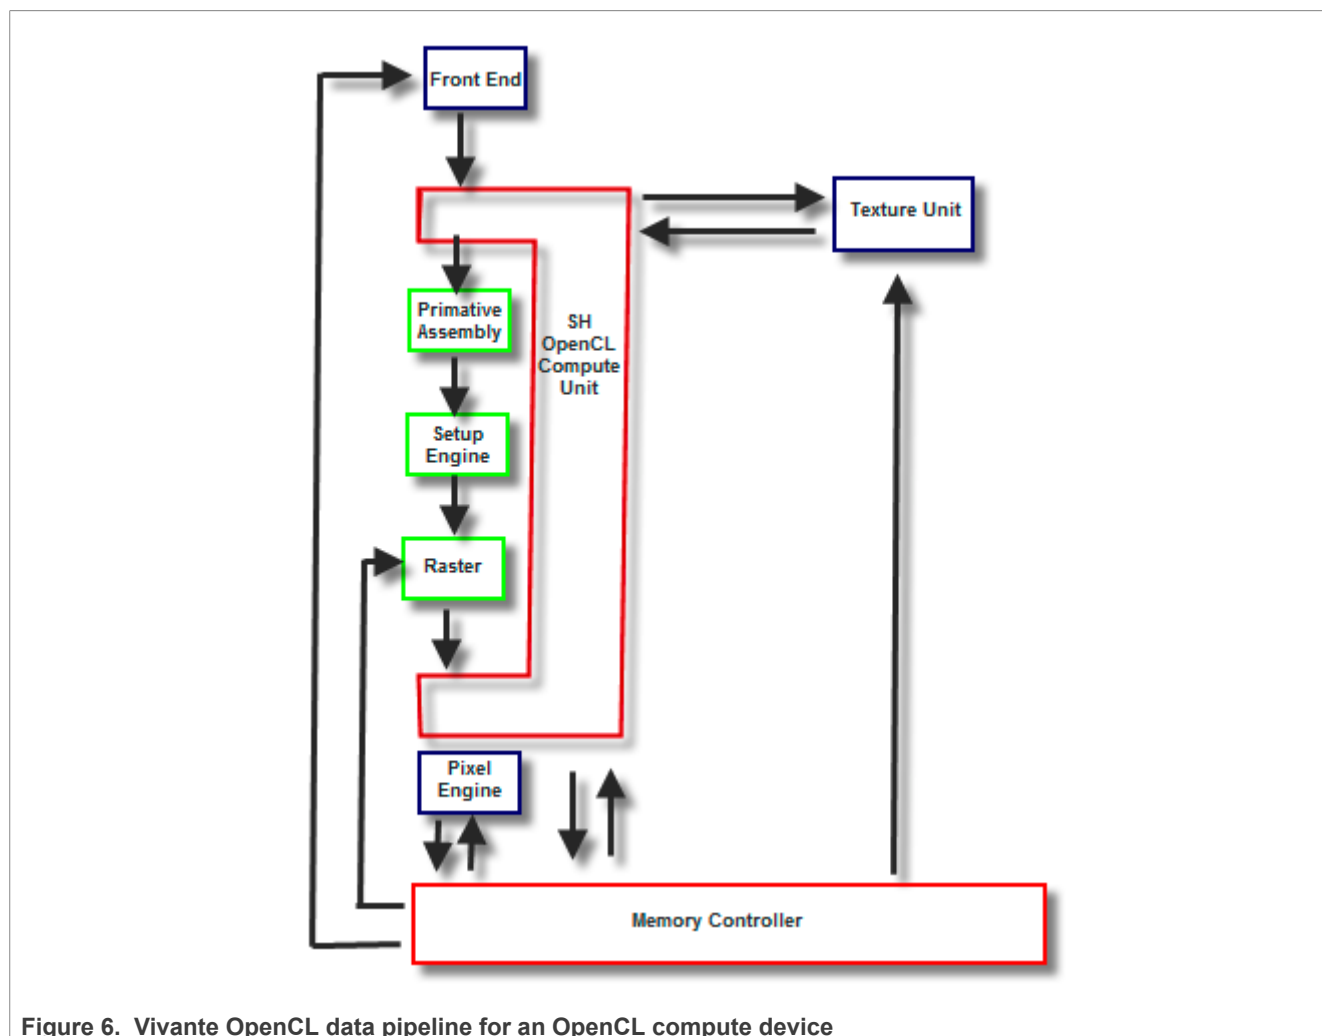 Front End
Texture Unit
Primative
Assembly
SH
OpenCL
Compute
Unit
Setup
Engine
Raster
Pixel
Engine
Memory Controller
Figure 6. Vivante OpenCL data pipeline for an OpenCL compute device